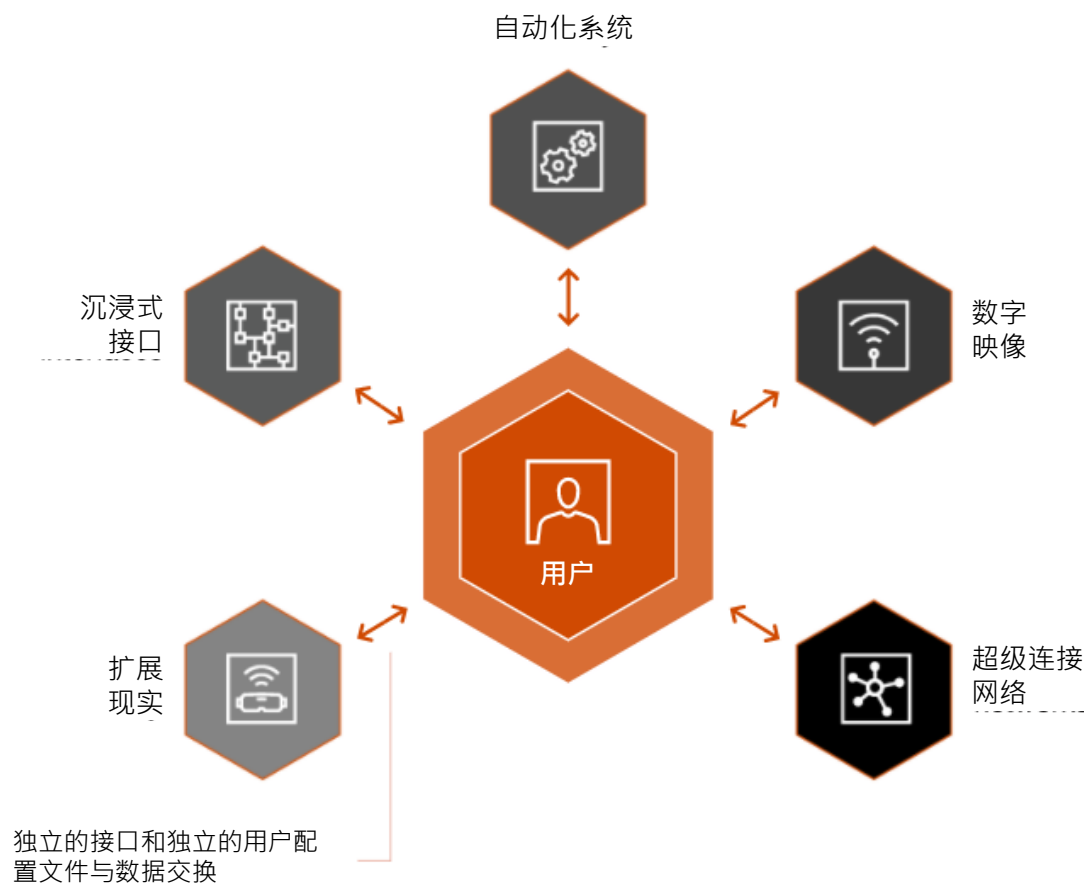 自动化系统
沉浸式
接口
数字
映像
用户
扩展
现实
超级连接
网络
独立的接口和独立的用户配
置文件与数据交换